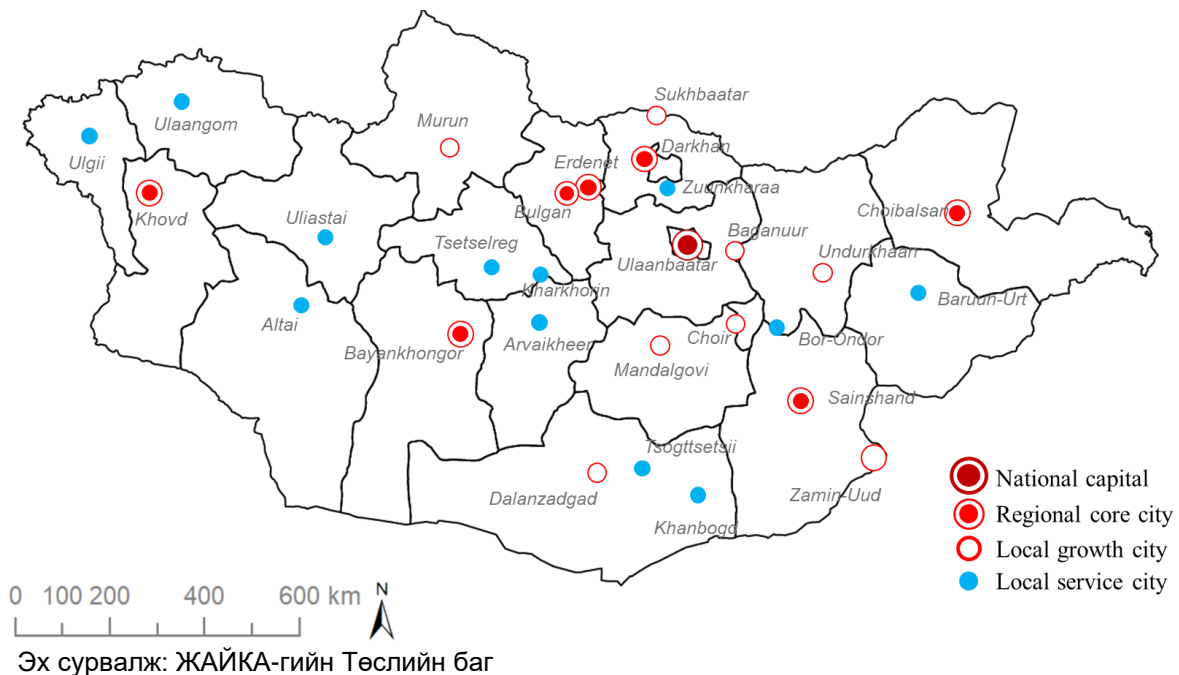 Sukhbaatar
Ulaangom
Murun
Darkhan
Ulgii
Erdenet
Zuunkharaa
Khovd
Uliastai
Bulgan
Choibalsan
Tsetselreg
Baganuur
Undurkhaan
Ulaanbaatar
Kharkhorin
Baruun-Urt
Altai
Bayankhongor
Arvaikheer
Choir
Bor-Ondor
Mandalgovi
Sainshand
Tsogttsetsii
Dalanzadgad
Zamin-Uud
Khanbogd
National capital
Regional core city
Local growth city
Local service city
0 100 200 400 600 km
N
Эх сурвалж: ЖАЙКА-гийн Төслийн баг